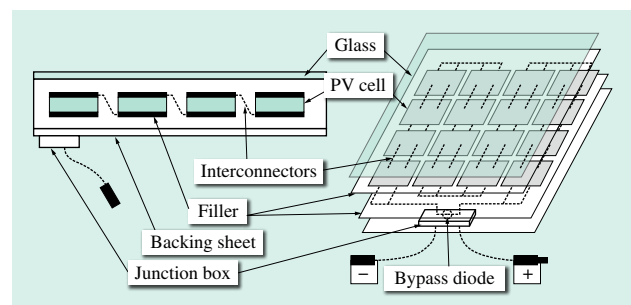 Glass
PV cell
Interconnectors
Filler
Backing sheet
Junction box
Bypass diode
−
+